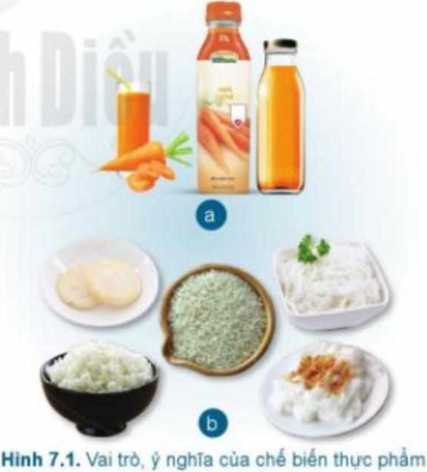 h Diều
a
b
Hình 7.1. Vai trò, ý nghĩa của chế biến thực phẩm